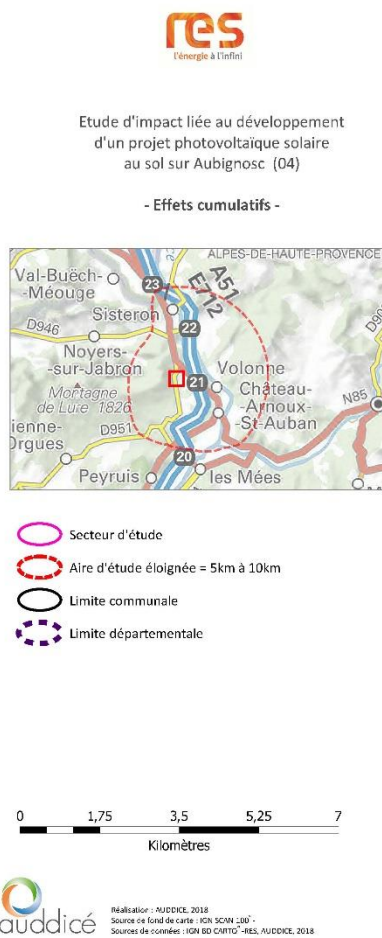 res
l'énergie à l'infini
Etude d'impact liée au développement
d'un projet photovoltaïque solaire
au sol sur Aubignosc (04)
- Effets cumulatifs -
ALPES-DE-HAUTE-PROVENCE
Val-Buëch-
-Méouge
23
A51
E712
Sisteron
D946
22
D90
Noyers-
-sur-Jabron
21
Volonne
Montagne
de Lure 1826
Château-
-Arnoux-
-St-Auban
N85
ienne-
Orgues
D951
20
Peyruis
les Mées
Secteur d'étude
Aire d'étude éloignée = 5km à 10km
Limite communale
Limite départementale
0 1,75 3,5 5,25 7
Kilomètres
auddicé
Réalisation : AUDDICE, 2018
Source de fond de carte : IGN SCAN 100® -
Sources de données : IGN BD CARTO® -RES, AUDDICE, 2018